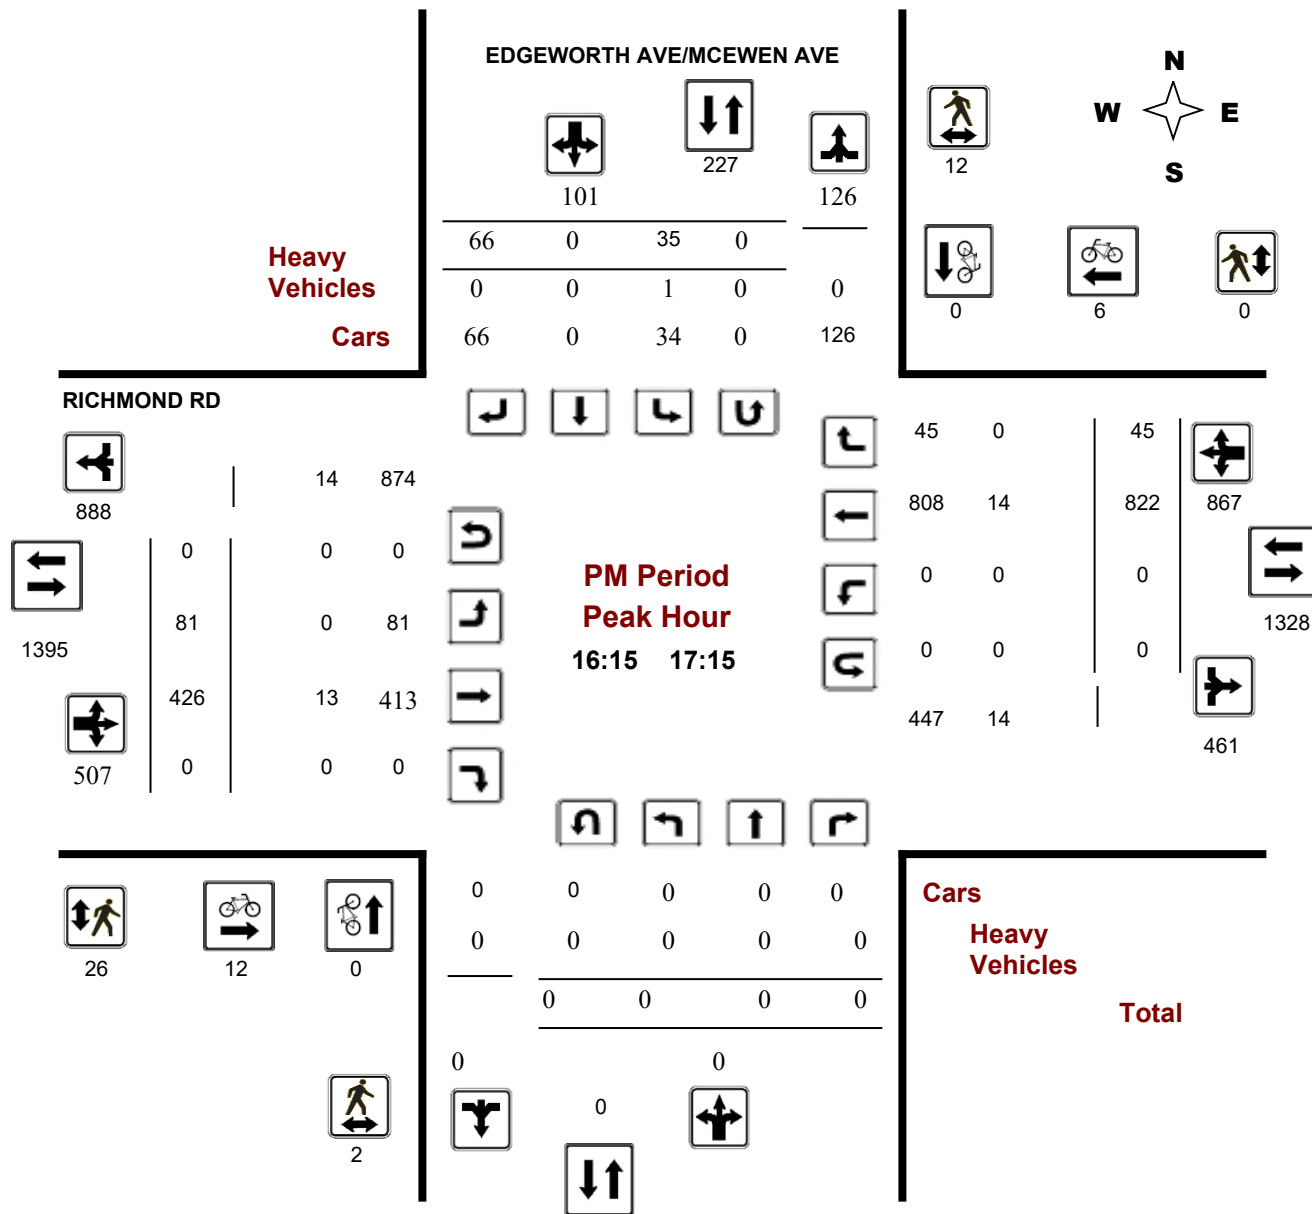 EDGEWORTH AVE/MCEWEN AVE
N
W E
S
12
227
101 126
66 0 35 0
Heavy
Vehicles
0 0 1 0 0
Cars
66 0 34 0 126
0 6 0
RICHMOND RD
45 0 45
14 874
888
808 14 822 867
0 0 0
0 0 0
PM Period
Peak Hour
16:15 17:15
81 0 81
1395
1328
0 0 0
426 13 413
447 14
461
507
0 0 0
0 0 0 0 0
Cars
0 0 0 0 0
Heavy
Vehicles
26 12 0
0 0 0 0
Total
0 0
0
2